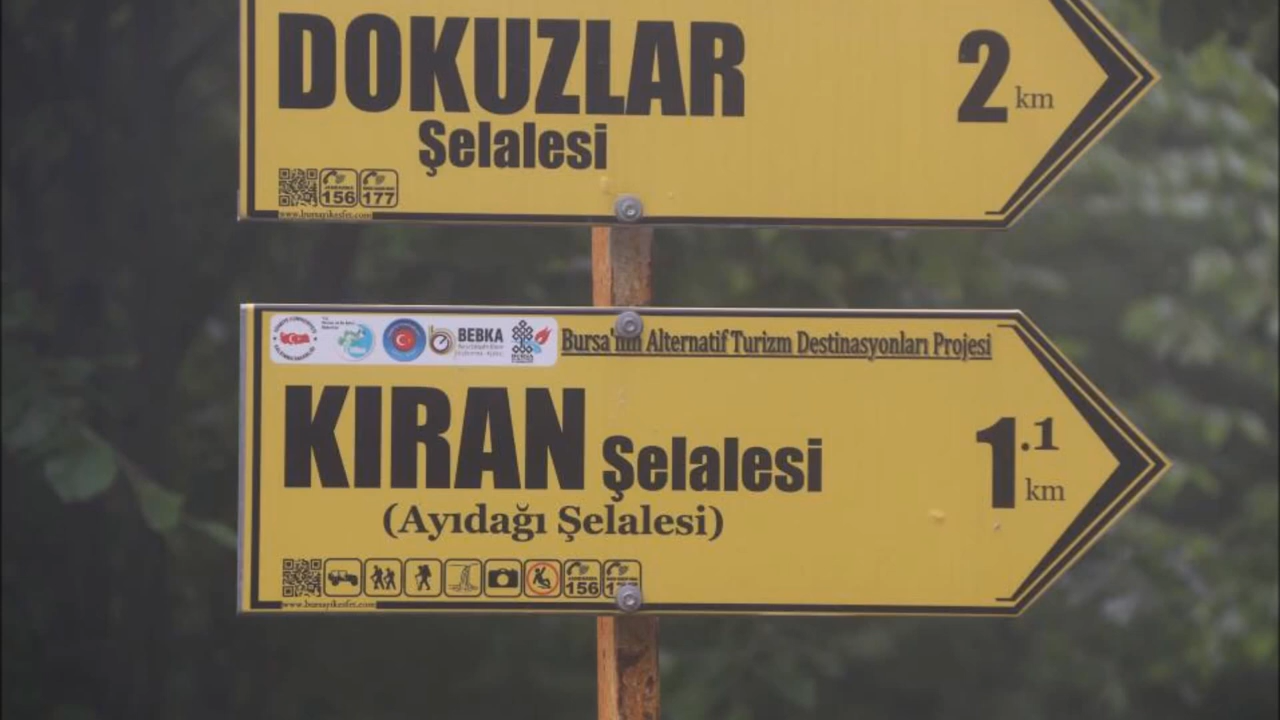 DOKUZLAR
Şelalesi
2 km
156 177
www.bursayikesfet.com
BEBKA
Bursa'nın Alternatif Turizm Destinasyonları Projesi
KIRAN Şelalesi
(Ayıdağı Şelalesi)
1.1 km
156
www.bursayikesfet.com